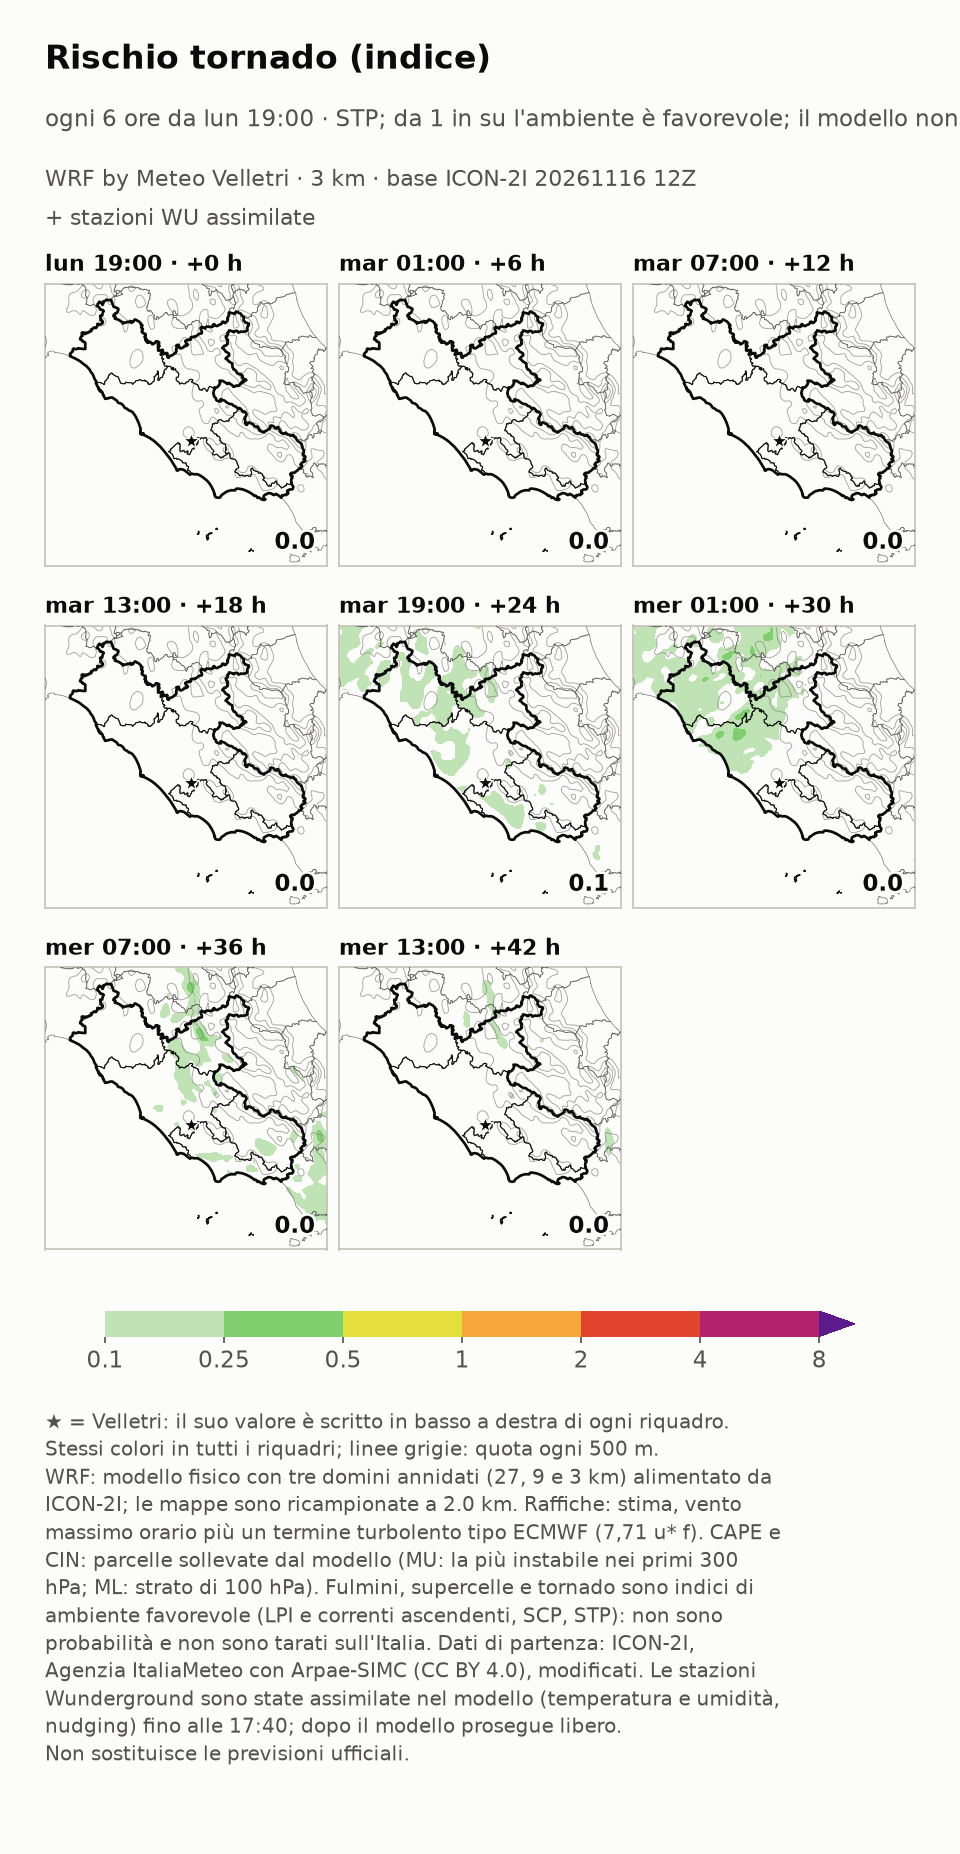 Rischio tornado (indice)
ogni 6 ore da lun 19:00 · STP; da 1 in su l'ambiente è favorevole; il modello non
WRF by Meteo Velletri · 3 km · base ICON-2I 20261116 12Z
+ stazioni WU assimilate
lun 19:00 · +0 h
mar 01:00 · +6 h
mar 07:00 · +12 h
0.0
0.0
0.0
mar 13:00 · +18 h
mar 19:00 · +24 h
mer 01:00 · +30 h
0.0
0.1
0.0
mer 07:00 · +36 h
mer 13:00 · +42 h
0.0
0.0
0.1 0.25 0.5 1 2 4 8
★ = Velletri: il suo valore è scritto in basso a destra di ogni riquadro.
Stessi colori in tutti i riquadri; linee grigie: quota ogni 500 m.
WRF: modello fisico con tre domini annidati (27, 9 e 3 km) alimentato da
ICON-2I; le mappe sono ricampionate a 2.0 km. Raffiche: stima, vento
massimo orario più un termine turbolento tipo ECMWF (7,71 u* f). CAPE e
CIN: parcelle sollevate dal modello (MU: la più instabile nei primi 300
hPa; ML: strato di 100 hPa). Fulmini, supercelle e tornado sono indici di
ambiente favorevole (LPI e correnti ascendenti, SCP, STP): non sono
probabilità e non sono tarati sull'Italia. Dati di partenza: ICON-2I,
Agenzia ItaliaMeteo con Arpae-SIMC (CC BY 4.0), modificati. Le stazioni
Wunderground sono state assimilate nel modello (temperatura e umidità,
nudging) fino alle 17:40; dopo il modello prosegue libero.
Non sostituisce le previsioni ufficiali.